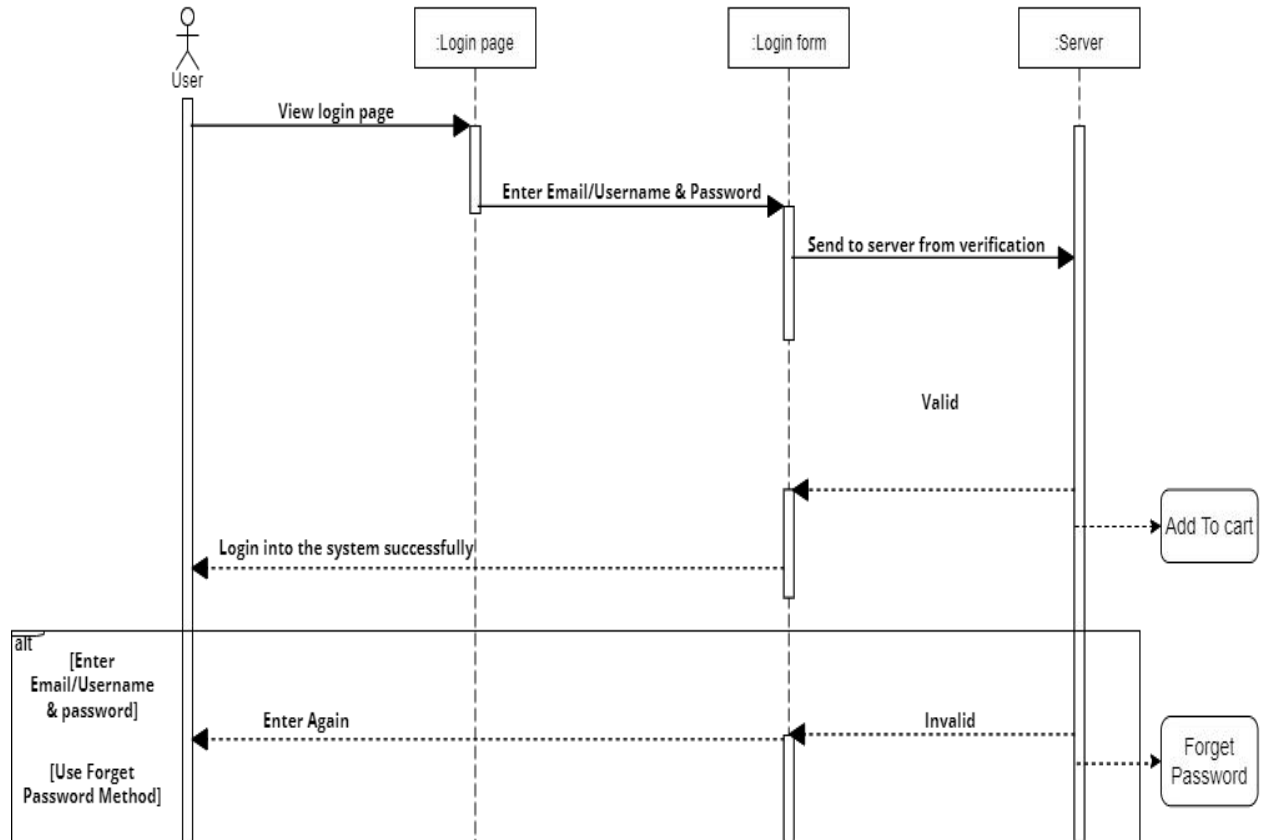 User
:Login page
:Login form
:Server
View login page
Enter Email/Username & Password
Send to server from verification
Valid
Add To cart
Login into the system successfully
alt
[Enter
Email/Username
& password]
Enter Again
Invalid
Forget
Password
[Use Forget
Password Method]